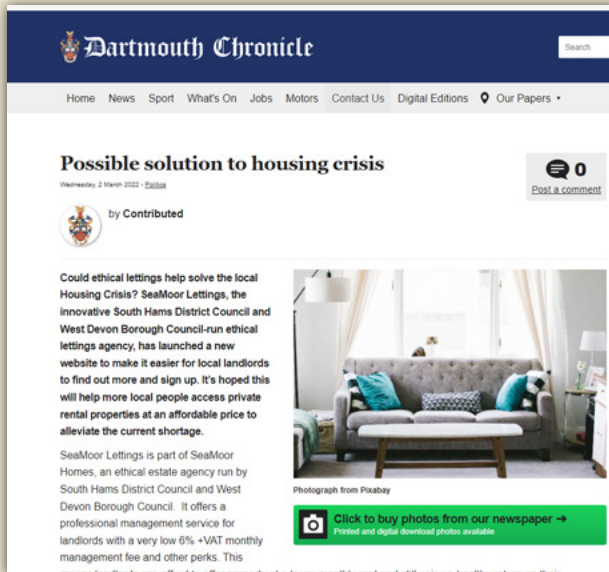 Dartmouth Chronicle
Search
Home News Sport What's On Jobs Motors Contact Us Digital Editions Our Papers
Possible solution to housing crisis
Wednesday, 2 March 2022 - Politics
0
Post a comment
by Contributed
Could ethical lettings help solve the local
Housing Crisis? SeaMoor Lettings, the
innovative South Hams District Council and
West Devon Borough Council-run ethical
lettings agency, has launched a new
website to make it easier for local landlords
to find out more and sign up. It's hoped this
will help more local people access private
rental properties at an affordable price to
alleviate the current shortage.
SeaMoor Lettings is part of SeaMoor
Homes, an ethical estate agency run by
South Hams District Council and West
Devon Borough Council. It offers a
professional management service for
landlords with a very low 6% +VAT monthly
management fee and other perks. This
Photograph from Pixabay
Click to buy photos from our newspaper →
Printed and digital download photos available